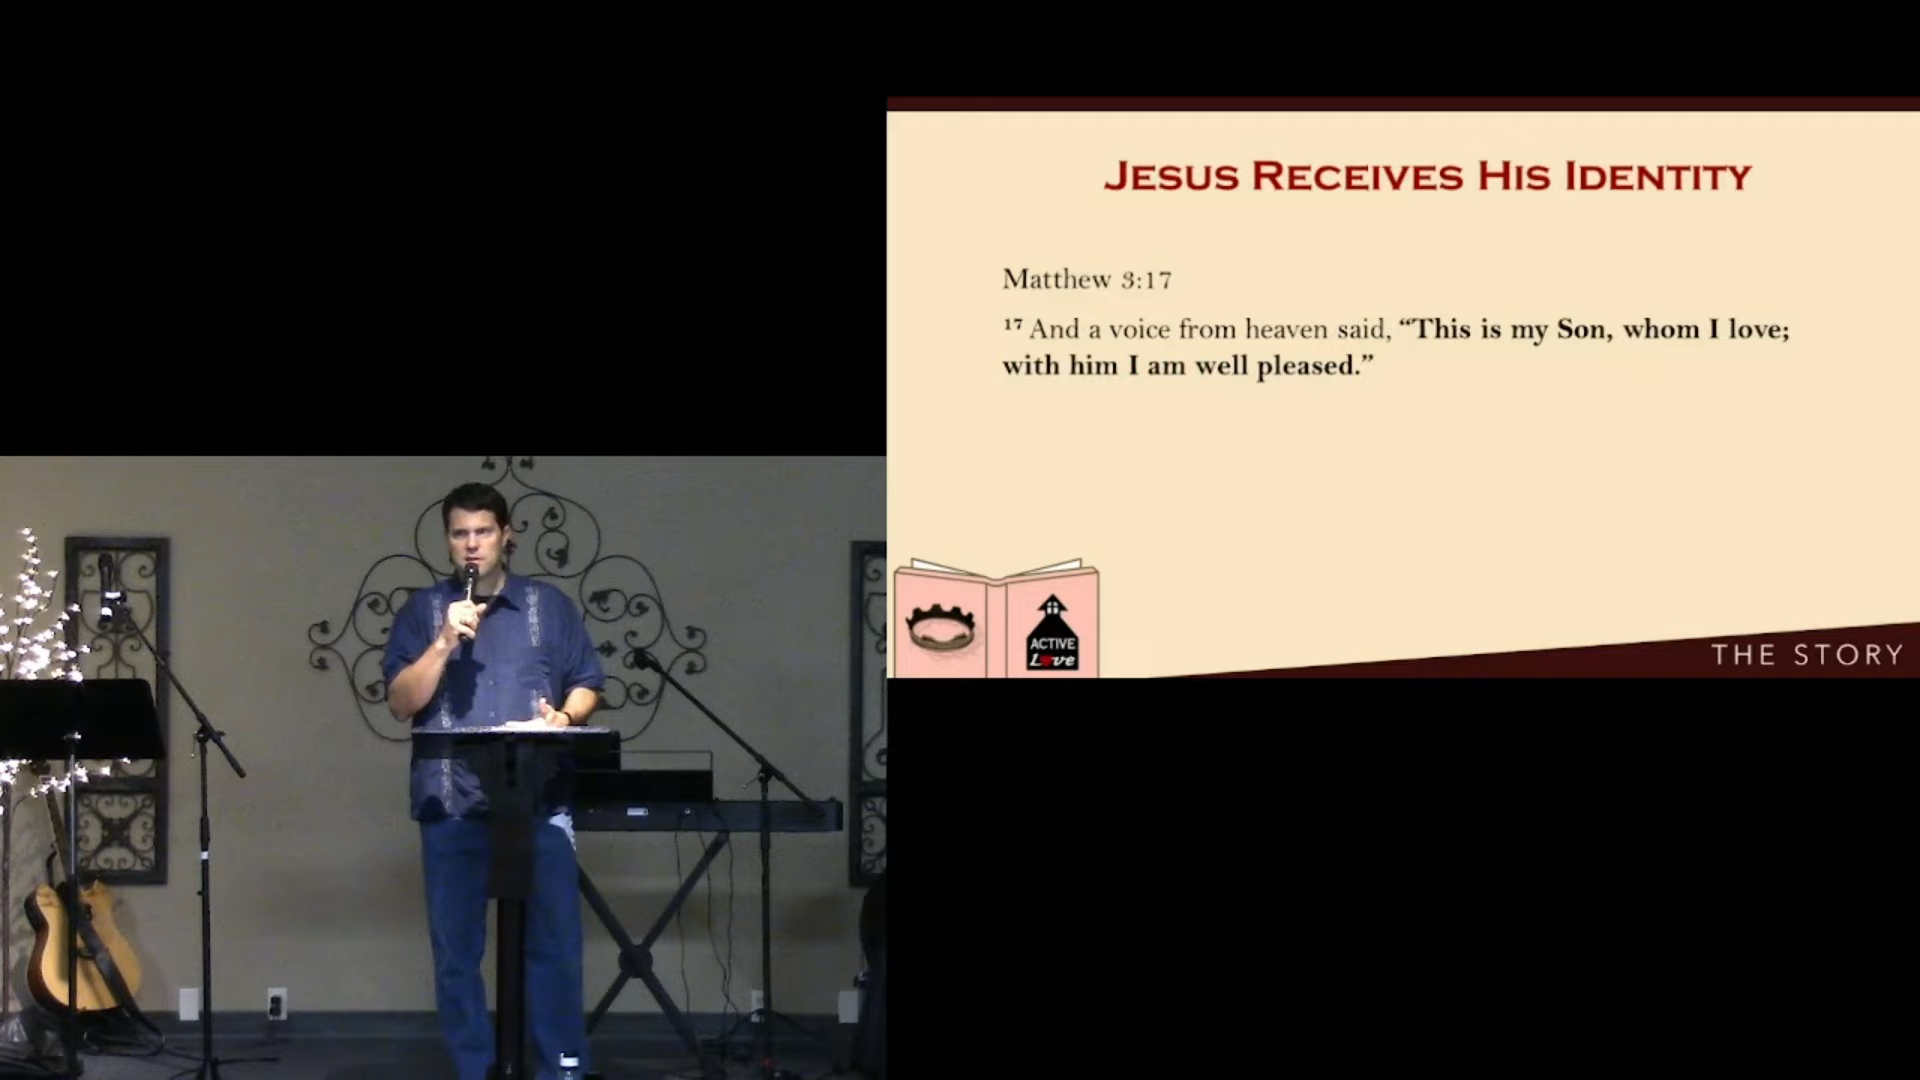 JESUS RECEIVES HIS IDENTITY
Matthew 3:17
17 And a voice from heaven said, “This is my Son, whom I love;
with him I am well pleased.”
ACTIVE
Love
THE STORY